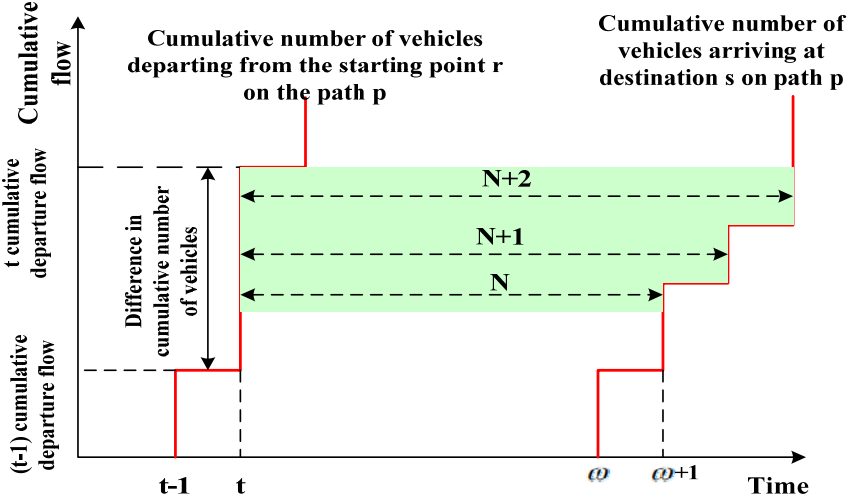 Cumulative
flow
Cumulative number of vehicles
departing from the starting point r
on the path p
Cumulative number of
vehicles arriving at
destination s on path p
t cumulative
departure flow
Difference in
cumulative number
of vehicles
(t-1) cumulative
departure flow
N+2
N+1
N
t-1
t
ω
ω+1
Time